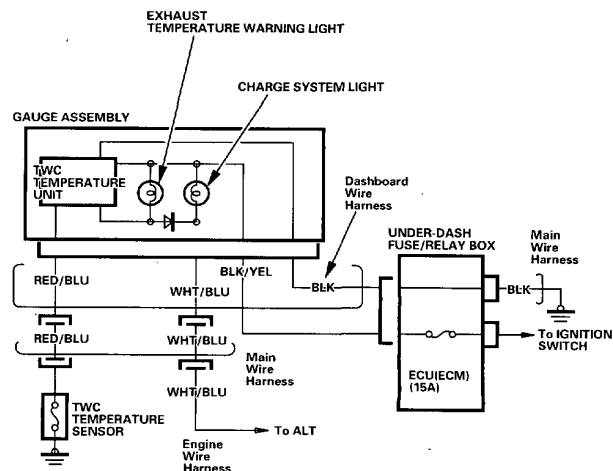 EXHAUST
TEMPERATURE WARNING LIGHT
CHARGE SYSTEM LIGHT
GAUGE ASSEMBLY
TWC
TEMPERATURE
UNIT
Dashboard
Wire
Harness
UNDER-DASH
FUSE/RELAY BOX
Main
Wire
Harness
RED/BLU
WHT/BLU
BLK/YEL
BLK
BLK
RED/BLU
WHT/BLU
To IGNITION
SWITCH
Main
Wire
Harness
WHT/BLU
ECU(ECM)
(15A)
TWC
TEMPERATURE
SENSOR
To ALT
Engine
Wire
Harness